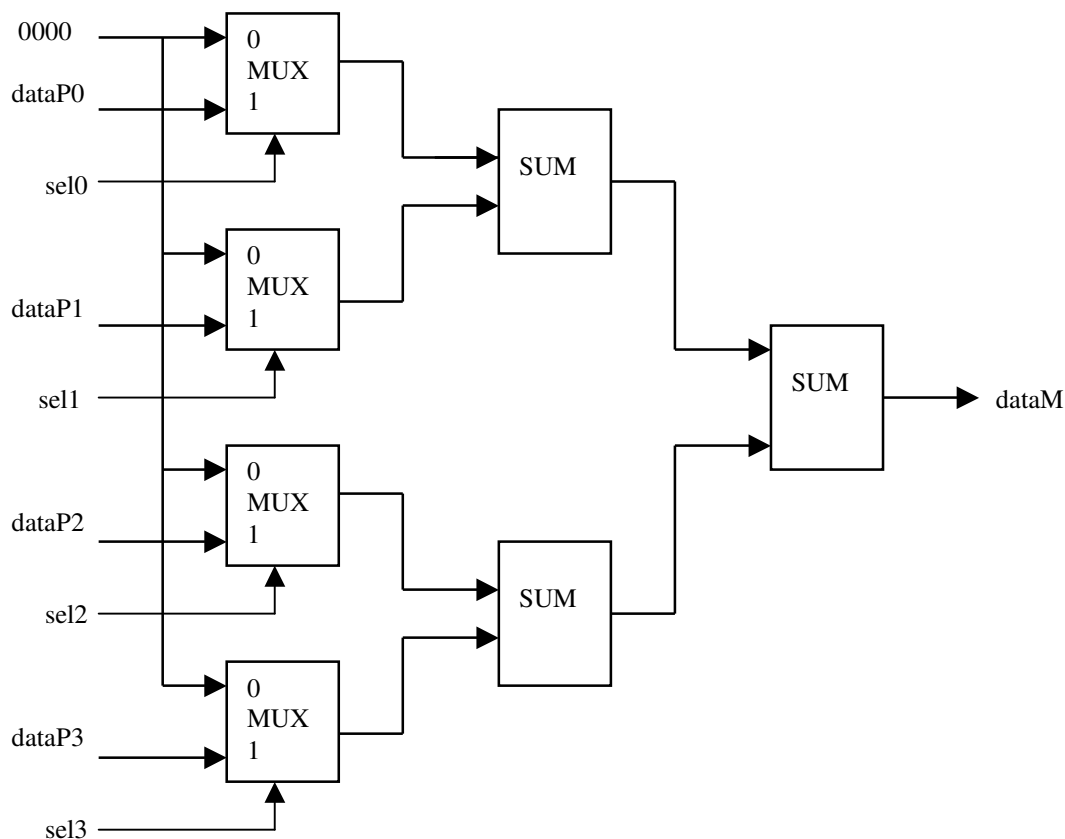 0000
0
MUX
1
dataP0
sel0
SUM
0
MUX
1
dataP1
sel1
SUM
dataM
0
MUX
1
dataP2
sel2
SUM
0
MUX
1
dataP3
sel3